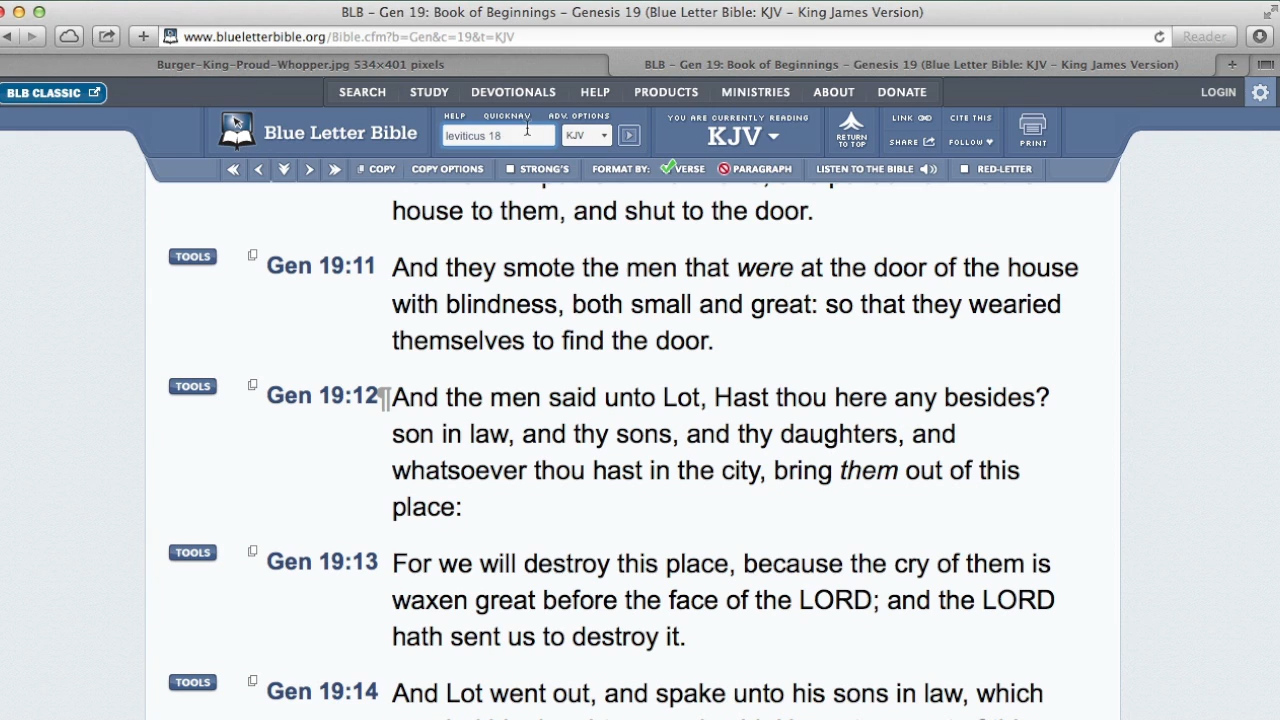 BLB – Gen 19: Book of Beginnings – Genesis 19 (Blue Letter Bible: KJV – King James Version)
www.blueletterbible.org/Bible.cfm?b=Gen&c=19&t=KJV
Reader
Burger-King-Proud-Whopper.jpg 534×401 pixels
BLB – Gen 19: Book of Beginnings – Genesis 19 (Blue Letter Bible: KJV – King James Version)
BLB CLASSIC
SEARCH STUDY DEVOTIONALS HELP PRODUCTS MINISTRIES ABOUT DONATE
LOGIN
Blue Letter Bible
HELP QUICKNAV ADV. OPTIONS
leviticus 18
KJV
YOU ARE CURRENTLY READING
KJV
RETURN
TO TOP
LINK CITE THIS
SHARE FOLLOW
PRINT
COPY COPY OPTIONS STRONG'S FORMAT BY: VERSE PARAGRAPH LISTEN TO THE BIBLE RED-LETTER
house to them, and shut to the door.
TOOLS Gen 19:11 And they smote the men that were at the door of the house
with blindness, both small and great: so that they wearied
themselves to find the door.
TOOLS Gen 19:12 ¶And the men said unto Lot, Hast thou here any besides?
son in law, and thy sons, and thy daughters, and
whatsoever thou hast in the city, bring them out of this
place:
TOOLS Gen 19:13 For we will destroy this place, because the cry of them is
waxen great before the face of the LORD; and the LORD
hath sent us to destroy it.
TOOLS Gen 19:14 And Lot went out, and spake unto his sons in law, which